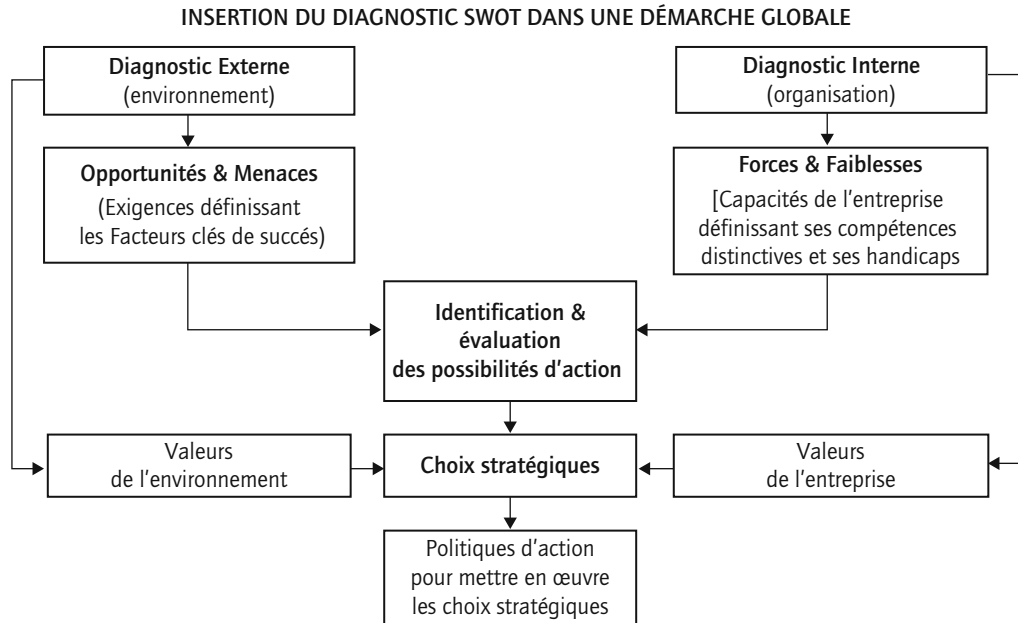 INSERTION DU DIAGNOSTIC SWOT DANS UNE DÉMARCHE GLOBALE
Diagnostic Externe
(environnement)
Diagnostic Interne
(organisation)
Opportunités & Menaces
(Exigences définissant
les Facteurs clés de succés)
Forces & Faiblesses
[Capacités de l'entreprise
définissant ses compétences
distinctives et ses handicaps
Identification &
évaluation
des possibilités d'action
Valeurs
de l'environnement
Choix stratégiques
Valeurs
de l'entreprise
Politiques d'action
pour mettre en œuvre
les choix stratégiques